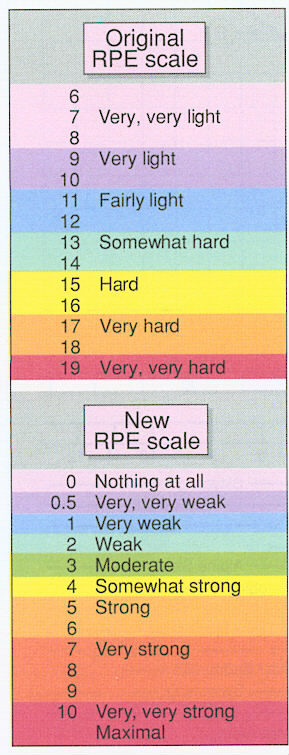 Original
RPE scale
6
7 Very, very light
8
9 Very light
10
11 Fairly light
12
13 Somewhat hard
14
15 Hard
16
17 Very hard
18
19 Very, very hard
New
RPE scale
0 Nothing at all
0.5 Very, very weak
1 Very weak
2 Weak
3 Moderate
4 Somewhat strong
5 Strong
6
7 Very strong
8
9
10 Very, very strong
Maximal